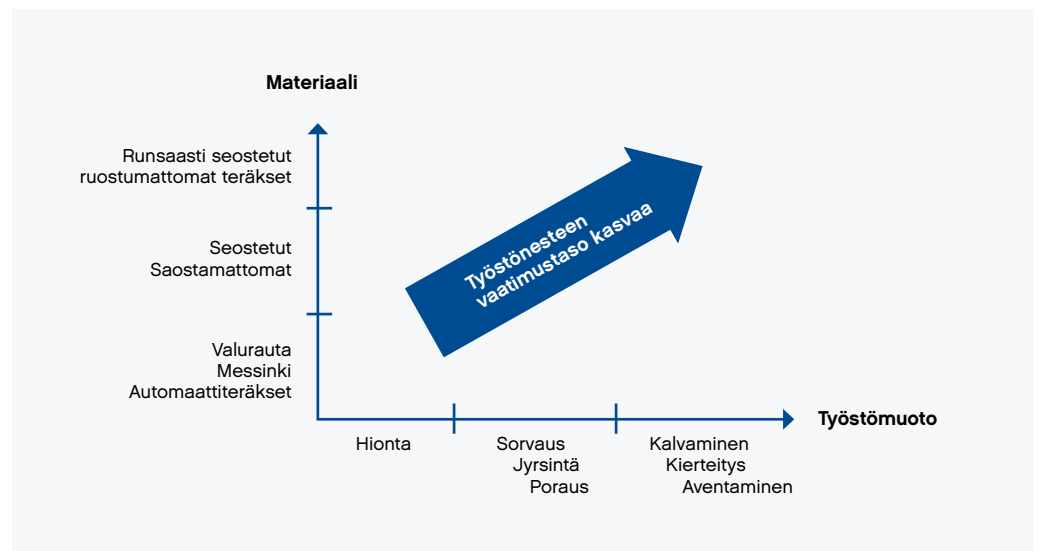 Materiaali
Runsaasti seostetut
ruostumattomat teräkset
Seostetut
Saostamattomat
Valurauta
Messinki
Automaattiteräkset
Työstönesteen
vaatimustaso kasvaa
Työstömuoto
Hionta
Sorvaus
Jyrsintä
Poraus
Kalvaminen
Kierteitys
Aventaminen